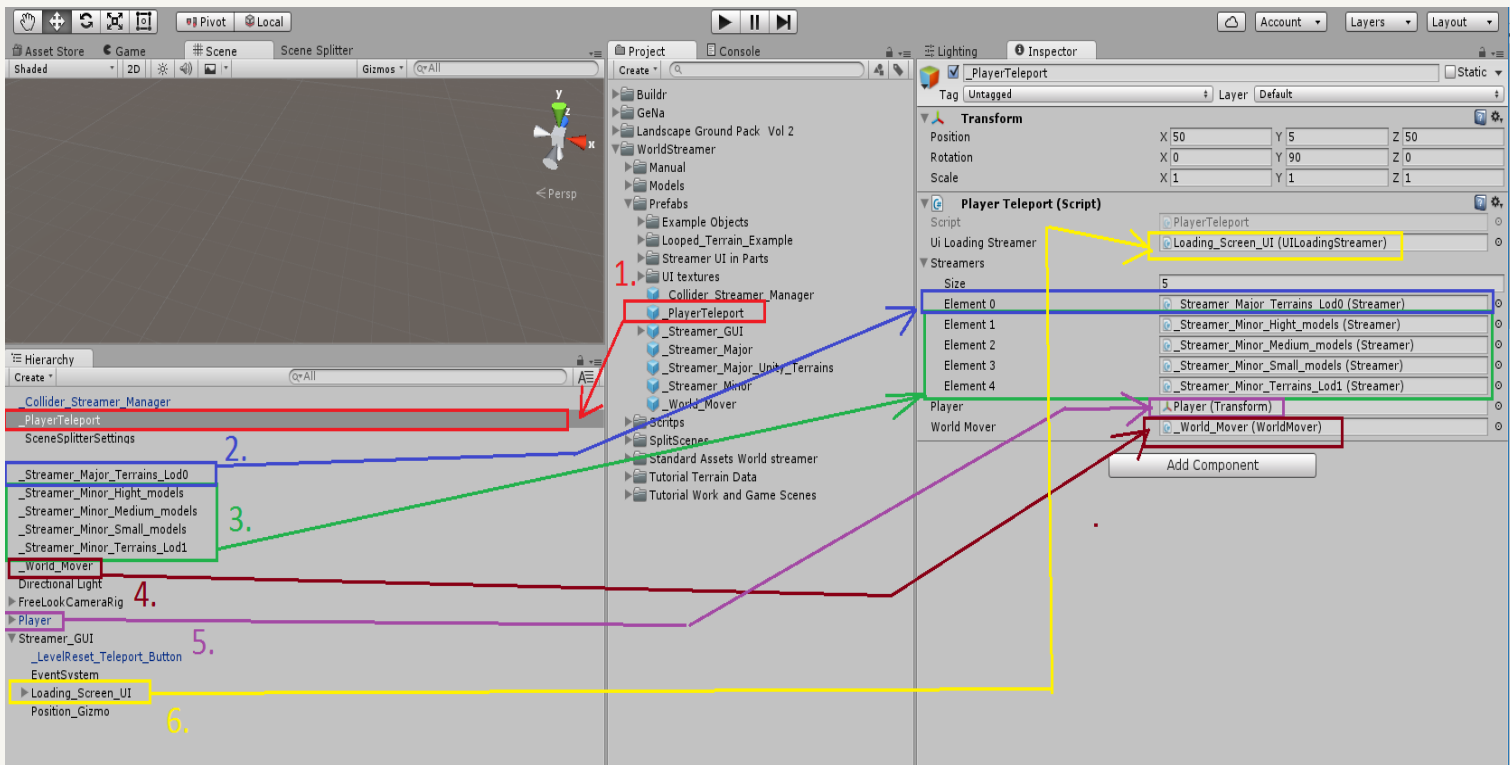 Pivot Local Account Layers Layout
Asset Store Game Scene Scene Splitter
Shaded 2D Gizmos All
y
z
x
Persp
Hierarchy
Create All
_Collider_Streamer_Manager
_PlayerTeleport
SceneSplitterSettings
2.
_Streamer_Major_Terrains_Lod0
_Streamer_Minor_Hight_models
_Streamer_Minor_Medium_models
3.
_Streamer_Minor_Small_models
_Streamer_Minor_Terrains_Lod1
_World_Mover
Directional Light
4.
FreeLookCameraRig
Player
5.
Streamer_GUI
_LevelReset_Teleport_Button
EventSystem
Loading_Screen_UI
Position_Gizmo
6.
Project Console
Create
Buildr
GeNa
Landscape Ground Pack Vol 2
WorldStreamer
Manual
Models
Prefabs
Example Objects
Looped_Terrain_Example
Streamer UI in Parts
1.
UI textures
_Collider_Streamer_Manager
_PlayerTeleport
_Streamer_GUI
_Streamer_Major
_Streamer_Major_Unity_Terrains
_Streamer_Minor
_World_Mover
Scritps
SplitScenes
Standard Assets World streamer
Tutorial Terrain Data
Tutorial Work and Game Scenes
Lighting Inspector
_PlayerTeleport Static
Tag Untagged Layer Default
Transform
Position X 50 Y 5 Z 50
Rotation X 0 Y 90 Z 0
Scale X 1 Y 1 Z 1
Player Teleport (Script)
Script PlayerTeleport
Ui Loading Streamer Loading_Screen_UI (UILoadingStreamer)
Streamers
Size 5
Element 0 _Streamer_Major_Terrains_Lod0 (Streamer)
Element 1 _Streamer_Minor_Hight_models (Streamer)
Element 2 _Streamer_Minor_Medium_models (Streamer)
Element 3 _Streamer_Minor_Small_models (Streamer)
Element 4 _Streamer_Minor_Terrains_Lod1 (Streamer)
Player Player (Transform)
World Mover _World_Mover (WorldMover)
Add Component